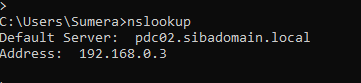 >
C:\Users\Sumera>nslookup
Default Server:  pdc02.sibadomain.local
Address:  192.168.0.3